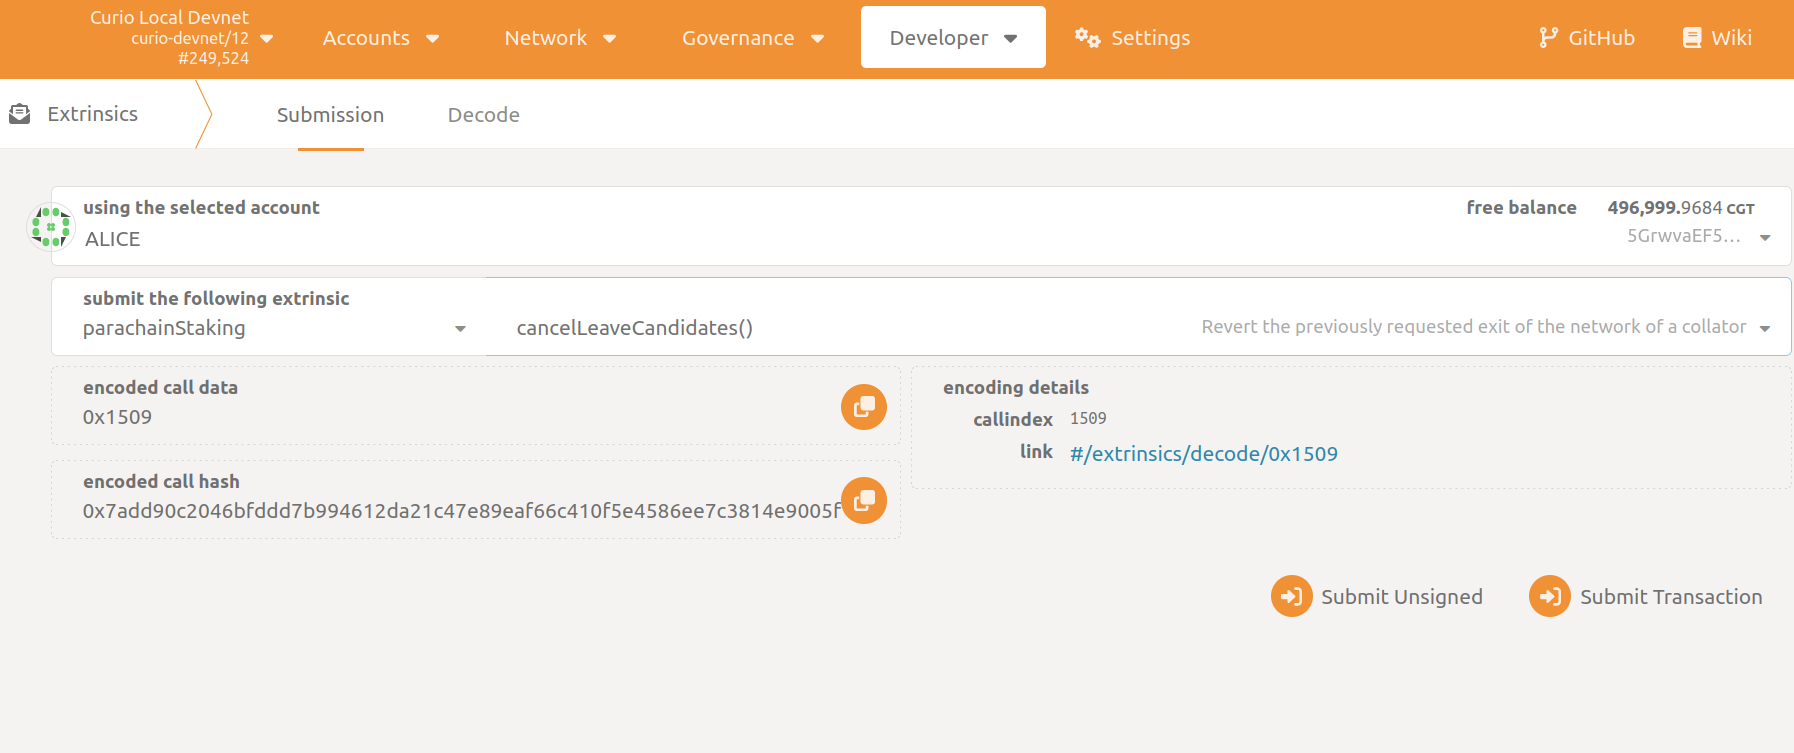 Curio Local Devnet
curio-devnet/12
#249,524
Accounts
Network
Governance
Developer
Settings
GitHub
Wiki
Extrinsics
Submission
Decode
using the selected account
ALICE
free balance 496,999.9684 CGT
5GrwvaEF5...
submit the following extrinsic
parachainStaking
cancelLeaveCandidates()
Revert the previously requested exit of the network of a collator
encoded call data
0x1509
encoding details
callindex 1509
link #/extrinsics/decode/0x1509
encoded call hash
0x7add90c2046bfddd7b994612da21c47e89eaf66c410f5e4586ee7c3814e9005f
Submit Unsigned
Submit Transaction